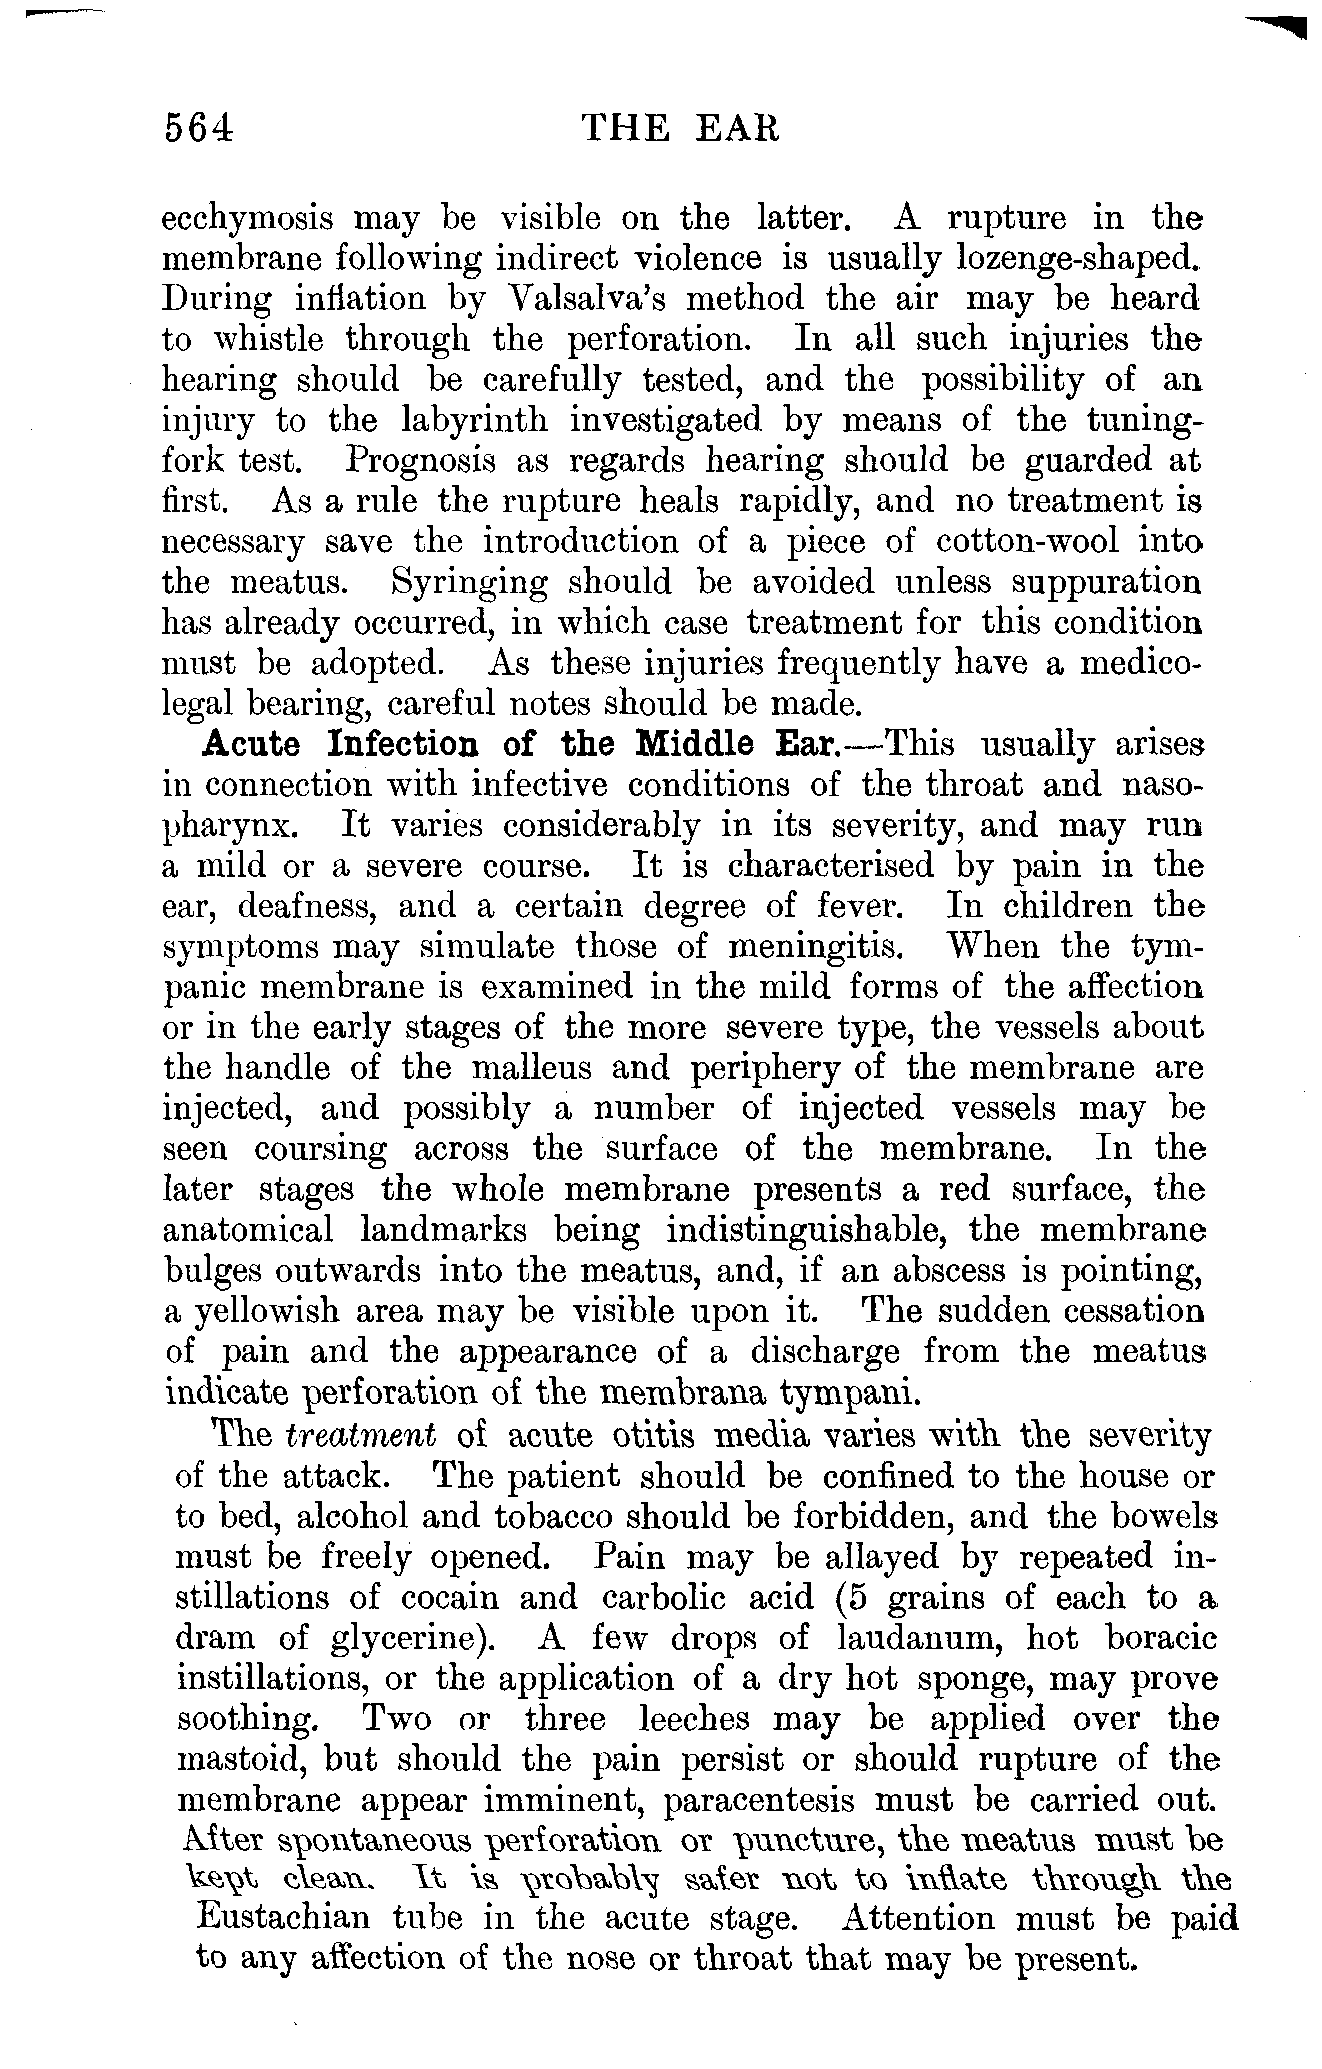 564 THE EAR
ecchymosis may be visible on the latter. A rupture in the
membrane following indirect violence is usually lozenge-shaped.
During inflation by Valsalva's method the air may be heard
to whistle through the perforation. In all such injuries the
hearing should be carefully tested, and the possibility of an
injury to the labyrinth investigated by means of the tuning-
fork test. Prognosis as regards hearing should be guarded at
first. As a rule the rupture heals rapidly, and no treatment is
necessary save the introduction of a piece of cotton-wool into
the meatus. Syringing should be avoided unless suppuration
has already occurred, in which case treatment for this condition
must be adopted. As these injuries frequently have a medico-
legal bearing, careful notes should be made.
Acute Infection of the Middle Ear.—This usually arises
in connection with infective conditions of the throat and naso-
pharynx. It varies considerably in its severity, and may run
a mild or a severe course. It is characterised by pain in the
ear, deafness, and a certain degree of fever. In children the
symptoms may simulate those of meningitis. When the tym-
panic membrane is examined in the mild forms of the affection
or in the early stages of the more severe type, the vessels about
the handle of the malleus and periphery of the membrane are
injected, and possibly a number of injected vessels may be
seen coursing across the surface of the membrane. In the
later stages the whole membrane presents a red surface, the
anatomical landmarks being indistinguishable, the membrane
bulges outwards into the meatus, and, if an abscess is pointing,
a yellowish area may be visible upon it. The sudden cessation
of pain and the appearance of a discharge from the meatus
indicate perforation of the membrana tympani.
The treatment of acute otitis media varies with the severity
of the attack. The patient should be confined to the house or
to bed, alcohol and tobacco should be forbidden, and the bowels
must be freely opened. Pain may be allayed by repeated in-
stillations of cocain and carbolic acid (5 grains of each to a
dram of glycerine). A few drops of laudanum, hot boracic
instillations, or the application of a dry hot sponge, may prove
soothing. Two or three leeches may be applied over the
mastoid, but should the pain persist or should rupture of the
membrane appear imminent, paracentesis must be carried out.
After spontaneous perforation or puncture, the meatus must be
kept clean. It is probably safer not to inflate through the
Eustachian tube in the acute stage. Attention must be paid
to any affection of the nose or throat that may be present.